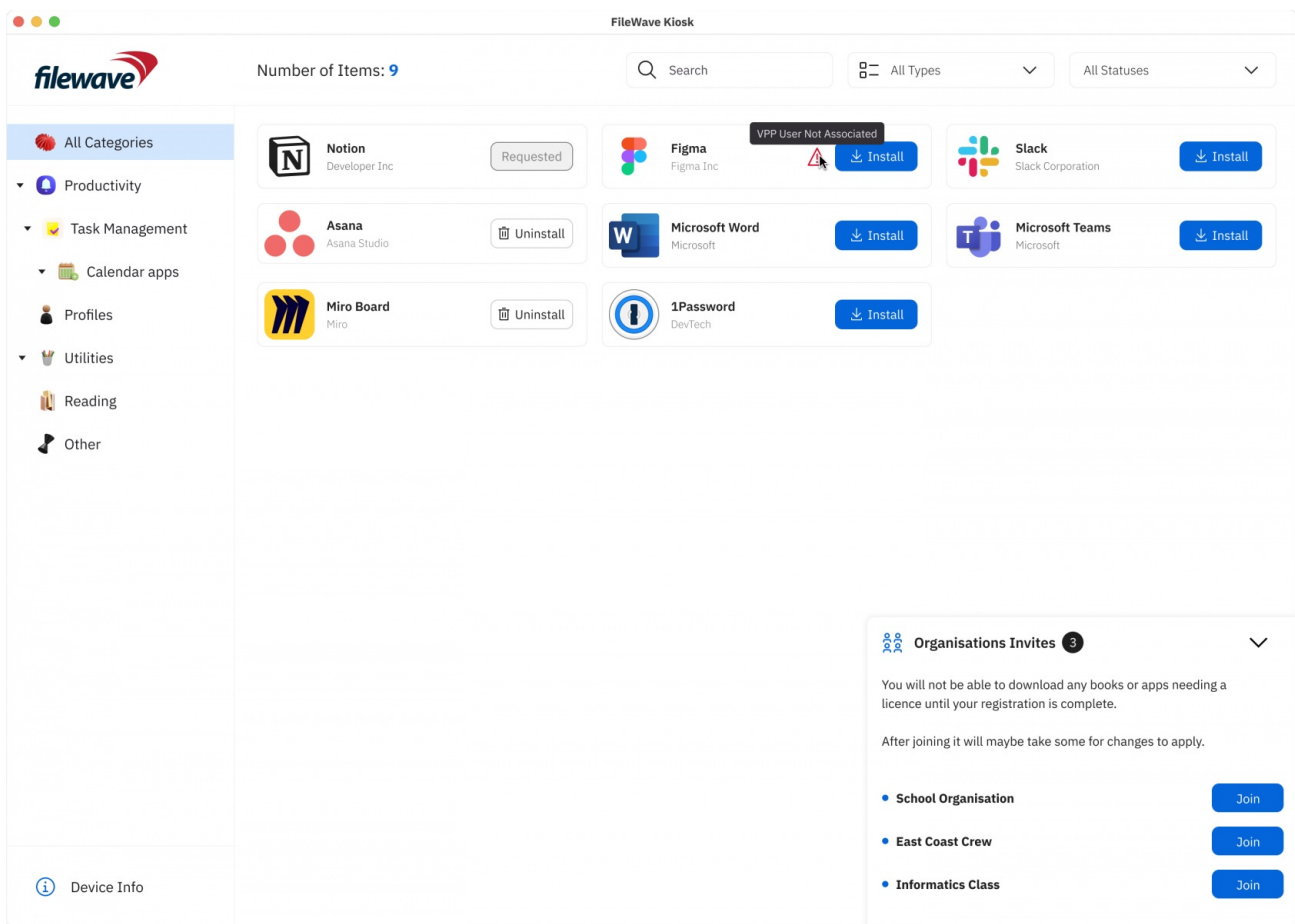 FileWave Kiosk
filewave
Number of Items: 9
Search
All Types
All Statuses
All Categories
Productivity
Task Management
Calendar apps
Profiles
Utilities
Reading
Other
Device Info
N
Notion
Developer Inc
Requested
Figma
Figma Inc
VPP User Not Associated
Install
Slack
Slack Corporation
Install
Asana
Asana Studio
Uninstall
W
Microsoft Word
Microsoft
Install
T
Microsoft Teams
Microsoft
Install
Miro Board
Miro
Uninstall
1Password
DevTech
Install
Organisations Invites 3
You will not be able to download any books or apps needing a
licence until your registration is complete.
After joining it will maybe take some for changes to apply.
School Organisation
Join
East Coast Crew
Join
Informatics Class
Join